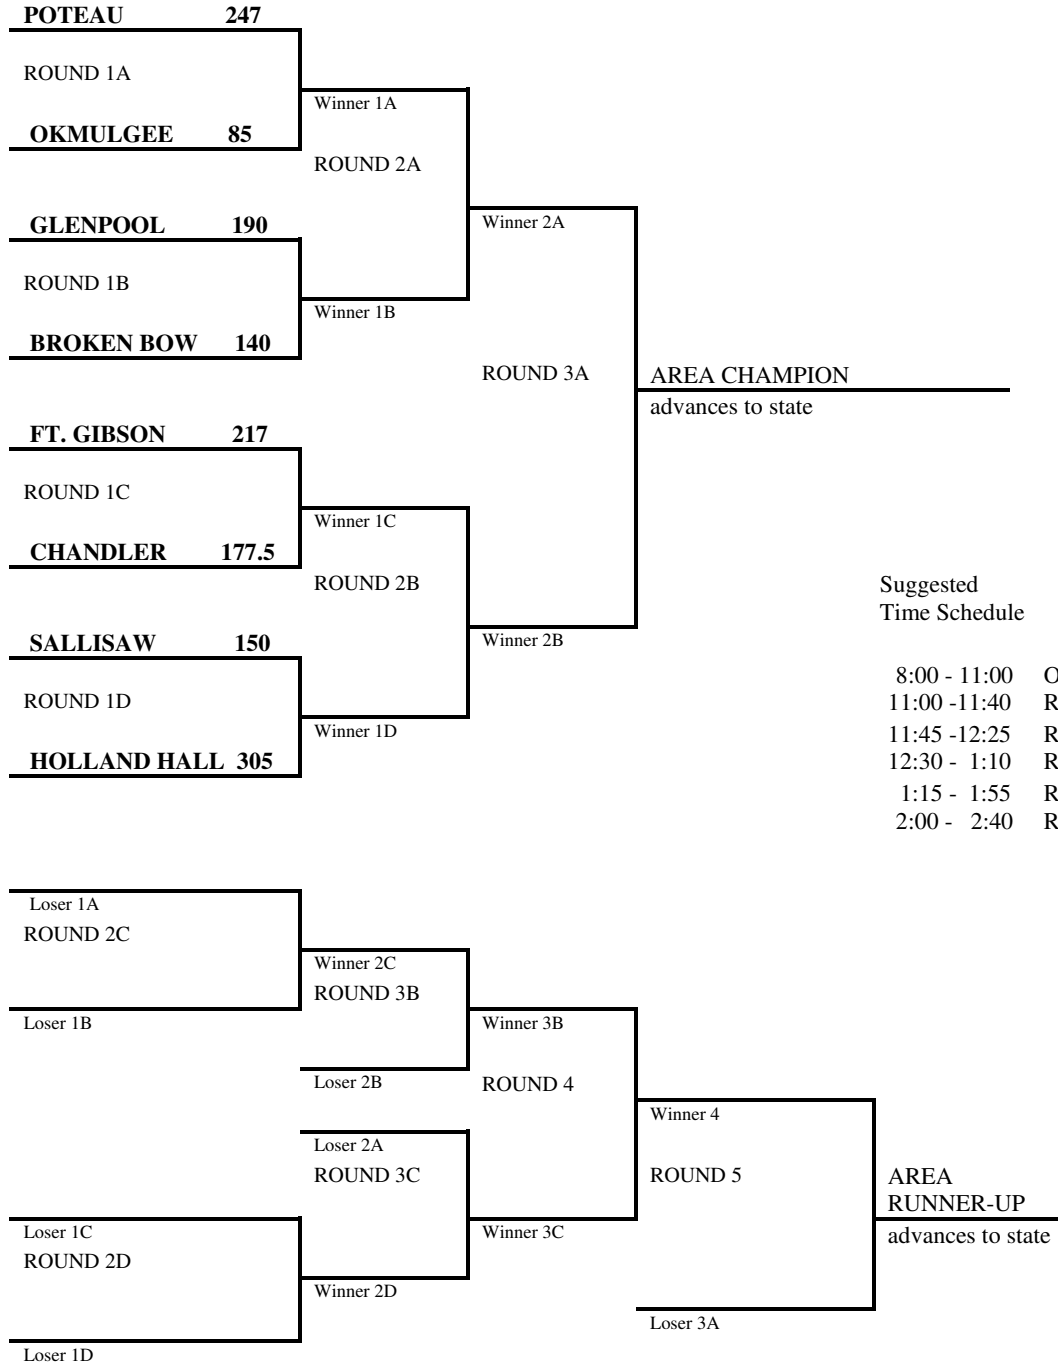 POTEAU 247
ROUND 1A
Winner 1A
OKMULGEE 85
ROUND 2A
GLENPOOL 190
Winner 2A
ROUND 1B
Winner 1B
BROKEN BOW 140
ROUND 3A
AREA CHAMPION
advances to state
FT. GIBSON 217
ROUND 1C
Winner 1C
CHANDLER 177.5
ROUND 2B
Suggested
Time Schedule
SALLISAW 150
Winner 2B
8:00 - 11:00 O
ROUND 1D
11:00 -11:40 R
Winner 1D
11:45 -12:25 R
HOLLAND HALL 305
12:30 - 1:10 R
1:15 - 1:55 R
2:00 - 2:40 R
Loser 1A
ROUND 2C
Winner 2C
ROUND 3B
Loser 1B
Winner 3B
Loser 2B
ROUND 4
Winner 4
Loser 2A
ROUND 3C
ROUND 5
AREA
RUNNER-UP
advances to state
Loser 1C
Winner 3C
ROUND 2D
Winner 2D
Loser 3A
Loser 1D